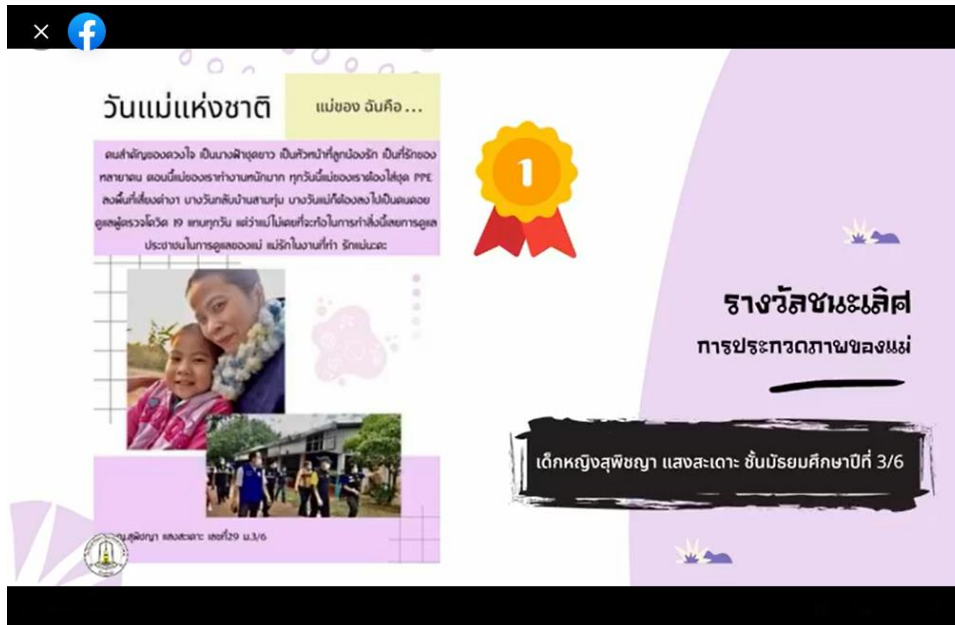 วันแม่แห่งชาติ
แม่ของ ฉันคือ...
คนสำคัญของดวงใจ เป็นนางฟ้าชุดขาว เป็นหัวหน้าที่ลูกน้องรัก เป็นที่รักของ
หลายคน ตอนนี้แม่ของเราทำงานหนักมาก ทุกวันนี้แม่ของเราต้องใส่ชุด PPE
ลงพื้นที่เสี่ยงต่างๆ บางวันกลับบ้านสามทุ่ม บางวันแม่ก็ต้องลงไปเป็นคนคอย
ดูแลผู้ตรวจโควิด 19 แทบทุกวัน แต่ว่าแม่ไม่เคยที่จะท้อในการทำสิ่งนี้เลยการดูแล
ประชาชนในการดูแลของแม่ แม่รักในงานที่ทำ รักแม่นะคะ
1
รางวัลชนะเลิศ
การประกวดภาพของแม่
เด็กหญิงสุพิชญา แสงสะเดาะ ชั้นมัธยมศึกษาปีที่ 3/6
สุพิชญา แสงสะเดาะ เลขที่29 ม.3/6